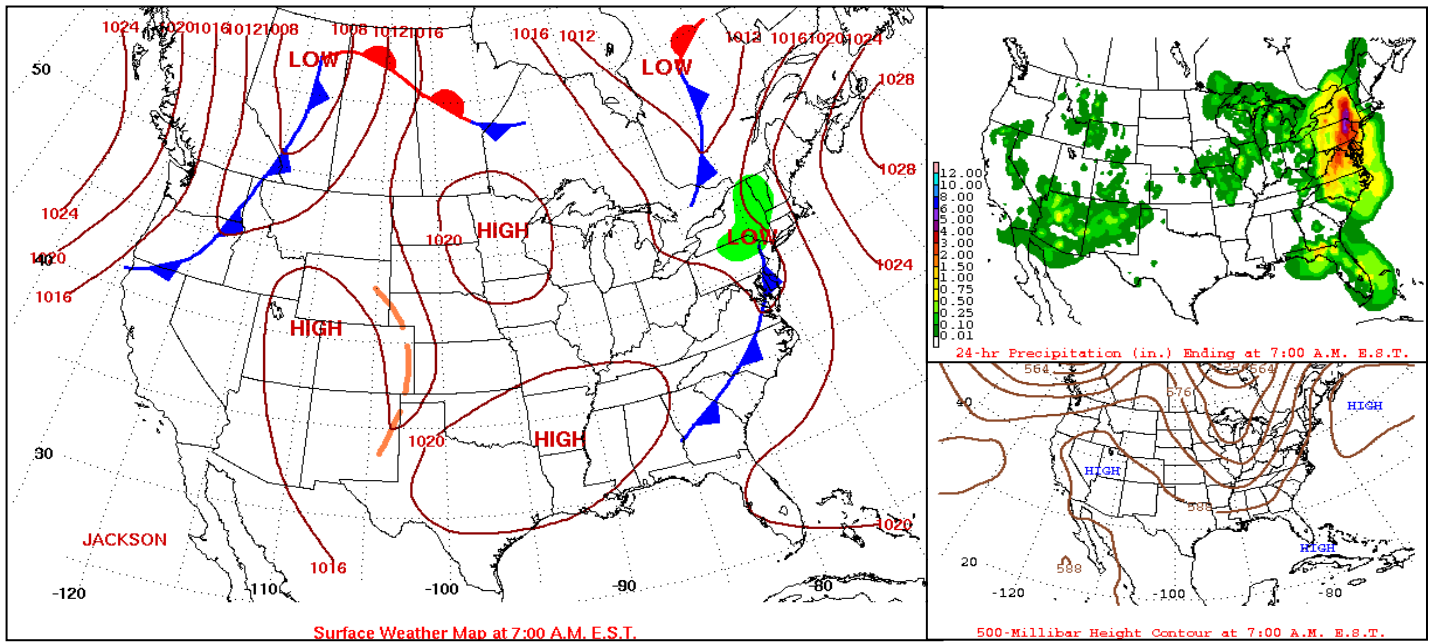 1024 1020 1016 1012 1008 1008 1012 1016 1016 1012 1012 1016 1020 1024
LOW
LOW
50
1028
1028
1024
1020
HIGH
LOW
1020
40
1024
1016
HIGH
1020
HIGH
30
1020
JACKSON
1016
-120 -110 -100 -90 -80
Surface Weather Map at 7:00 A.M. E.S.T.
12.00
10.00
8.00
6.00
5.00
4.00
3.00
2.00
1.50
1.00
0.75
0.50
0.25
0.10
0.01
24-hr Precipitation (in.) Ending at 7:00 A.M. E.S.T.
564 564
576
40
HIGH
HIGH
588
HIGH
20
588
-120 -100 -80
500-Millibar Height Contour at 7:00 A.M. E.S.T.